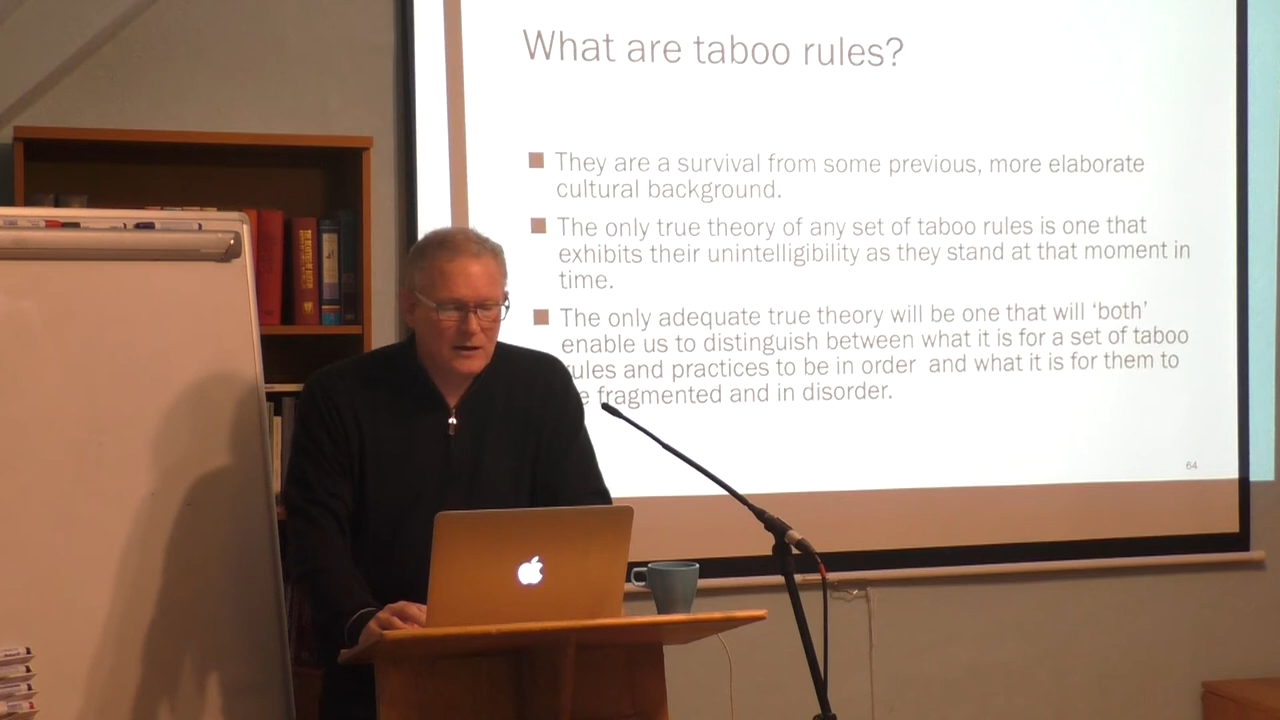 What are taboo rules?
They are a survival from some previous, more elaborate
cultural background.
The only true theory of any set of taboo rules is one that
exhibits their unintelligibility as they stand at that moment in
time.
The only adequate true theory will be one that will ‘both’
enable us to distinguish between what it is for a set of taboo
rules and practices to be in order  and what it is for them to
fragmented and in disorder.
64